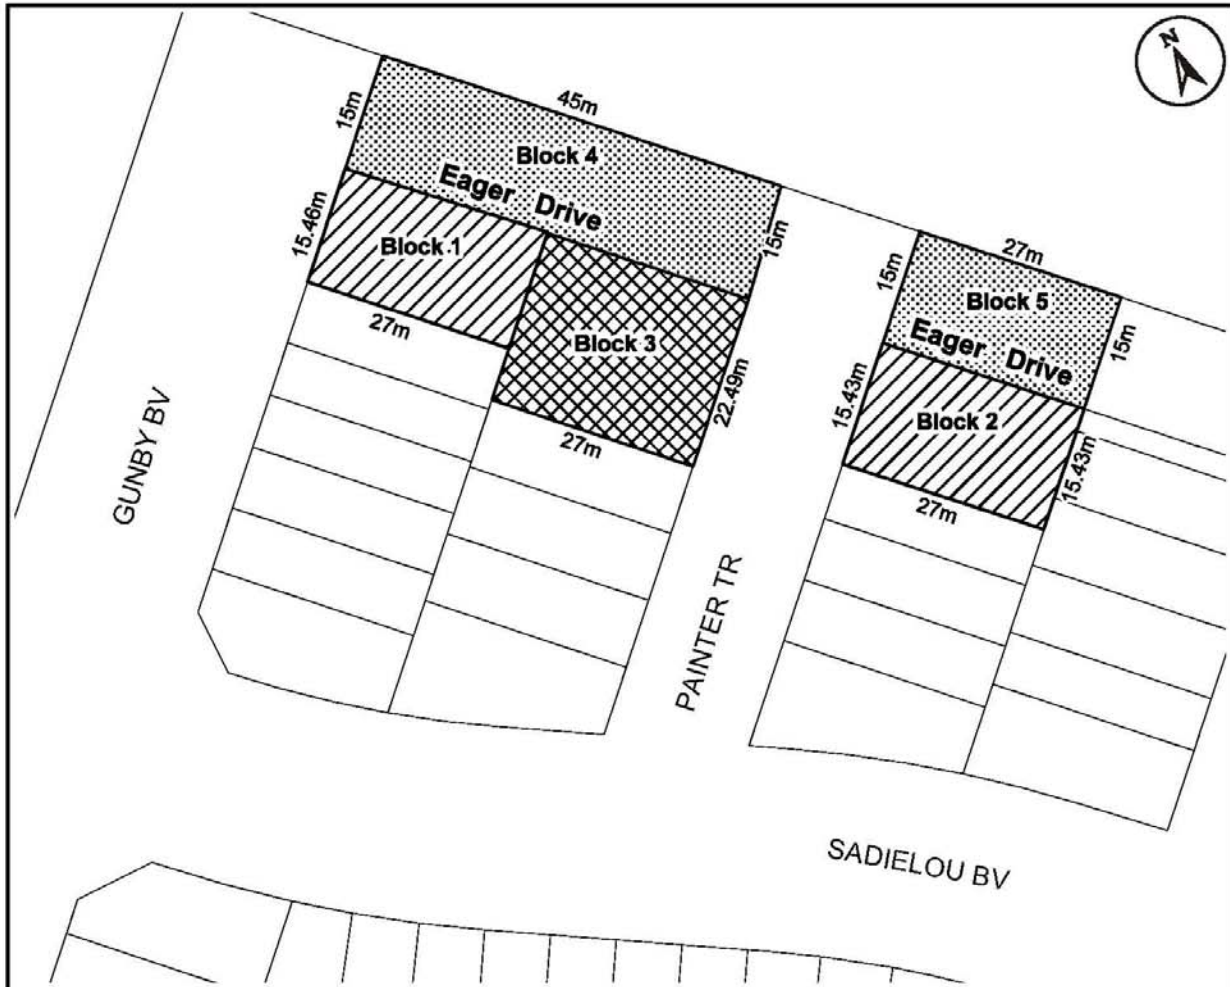 N
45m
15m
Block 4
Eager Drive
15m
15.46m
Block 1
27m
Block 3
22.49m
27m
27m
15m
Block 5
Eager Drive
15m
15.43m
Block 2
15.43m
27m
GUNBY BV
PAINTER TR
SADIELOU BV